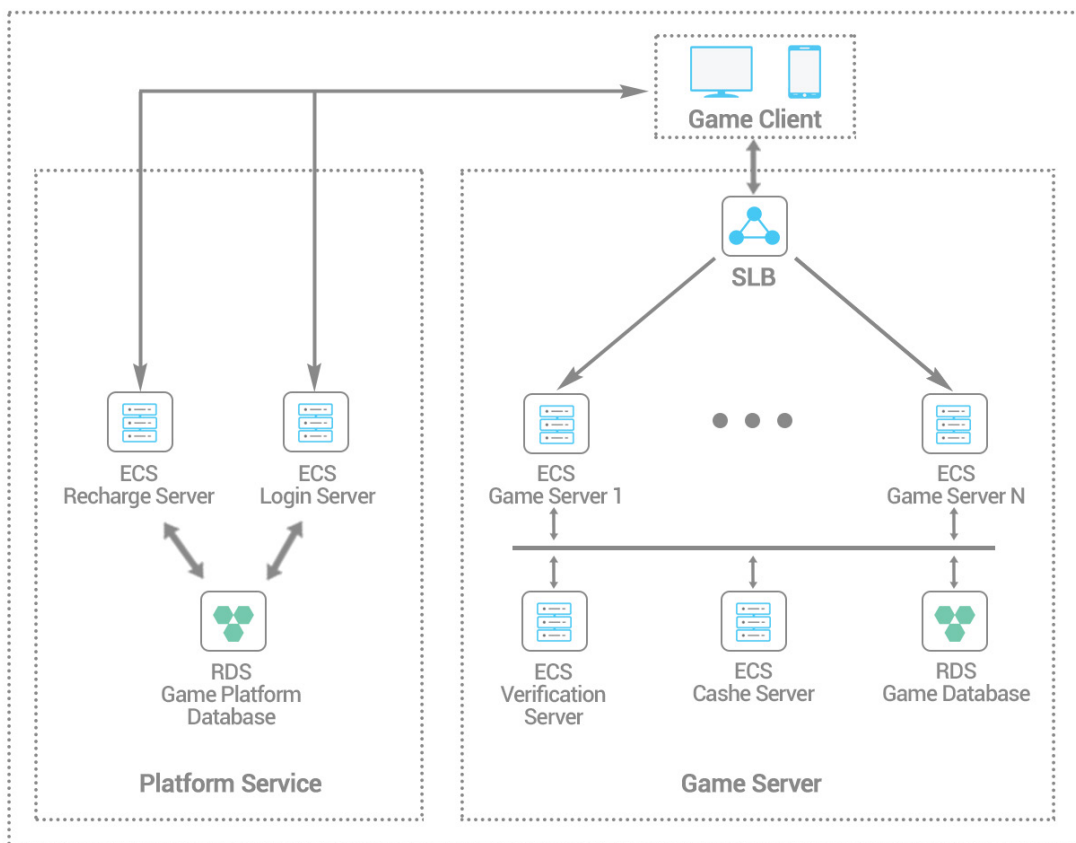 Game Client
SLB
ECS
Recharge Server
ECS
Login Server
ECS
Game Server 1
ECS
Game Server N
RDS
Game Platform
Database
ECS
Verification
Server
ECS
Cashe Server
RDS
Game Database
Platform Service
Game Server